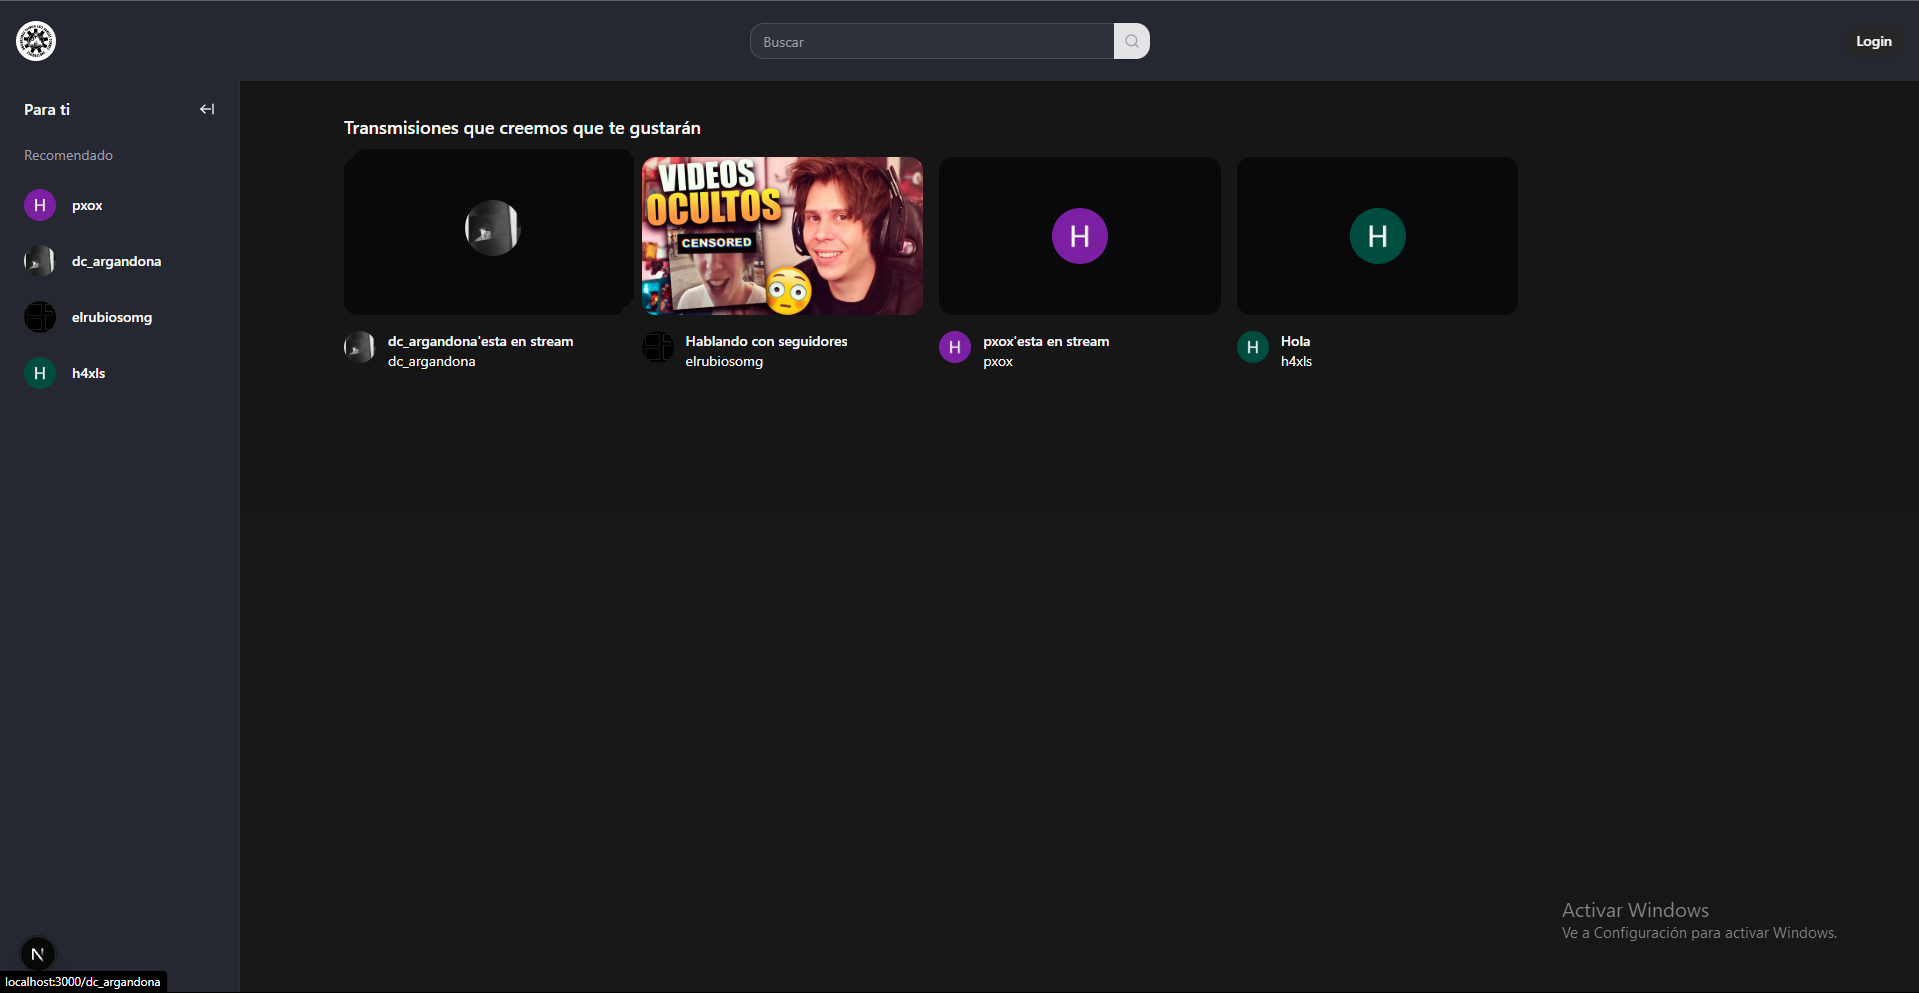 Buscar
Login
Para ti
Recomendado
H pxox
dc_argandona
elrubiosomg
H h4xls
Transmisiones que creemos que te gustarán
VIDEOS
OCULTOS
CENSORED
H
H
dc_argandona'esta en stream
dc_argandona
Hablando con seguidores
elrubiosomg
H pxox'esta en stream
pxox
H Hola
h4xls
Activar Windows
Ve a Configuración para activar Windows.
N
localhost:3000/dc_argandona